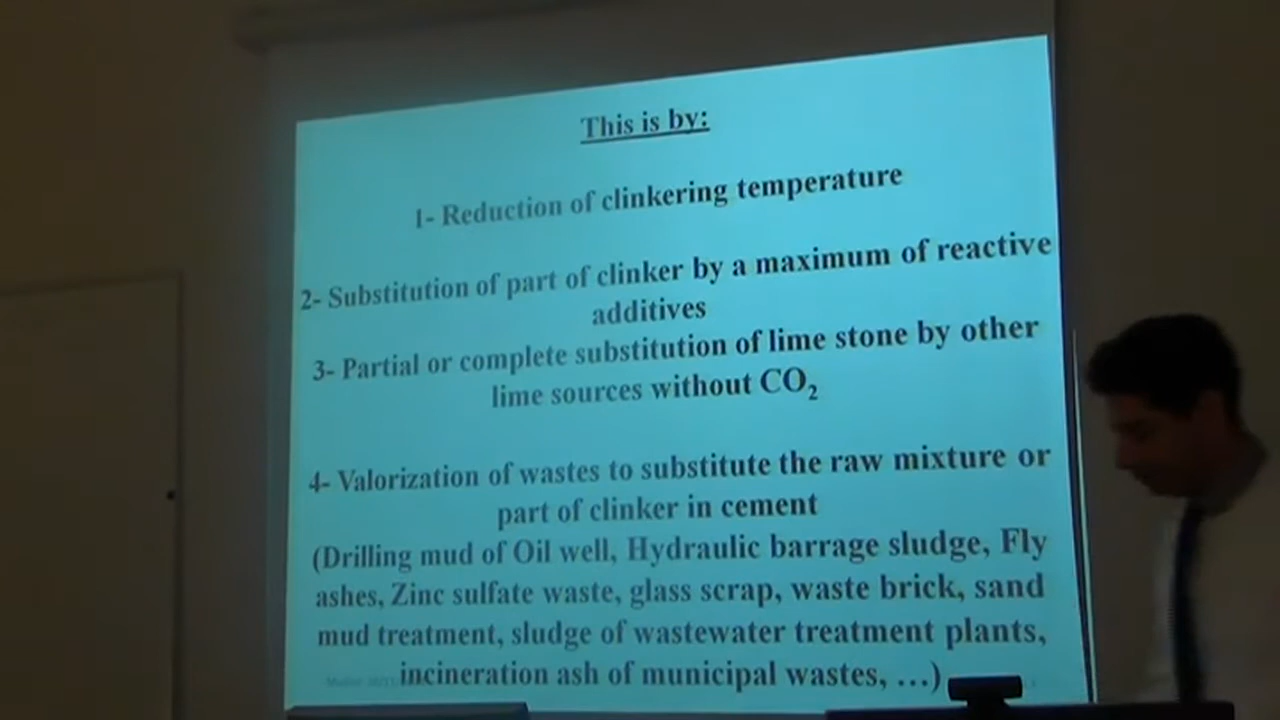 This is by:
1- Reduction of clinkering temperature
2- Substitution of part of clinker by a maximum of reactive
additives
3- Partial or complete substitution of lime stone by other
lime sources without CO₂
4- Valorization of wastes to substitute the raw mixture or
part of clinker in cement
(Drilling mud of Oil well, Hydraulic barrage sludge, Fly
ashes, Zinc sulfate waste, glass scrap, waste brick, sand
mud treatment, sludge of wastewater treatment plants,
incineration ash of municipal wastes, …)